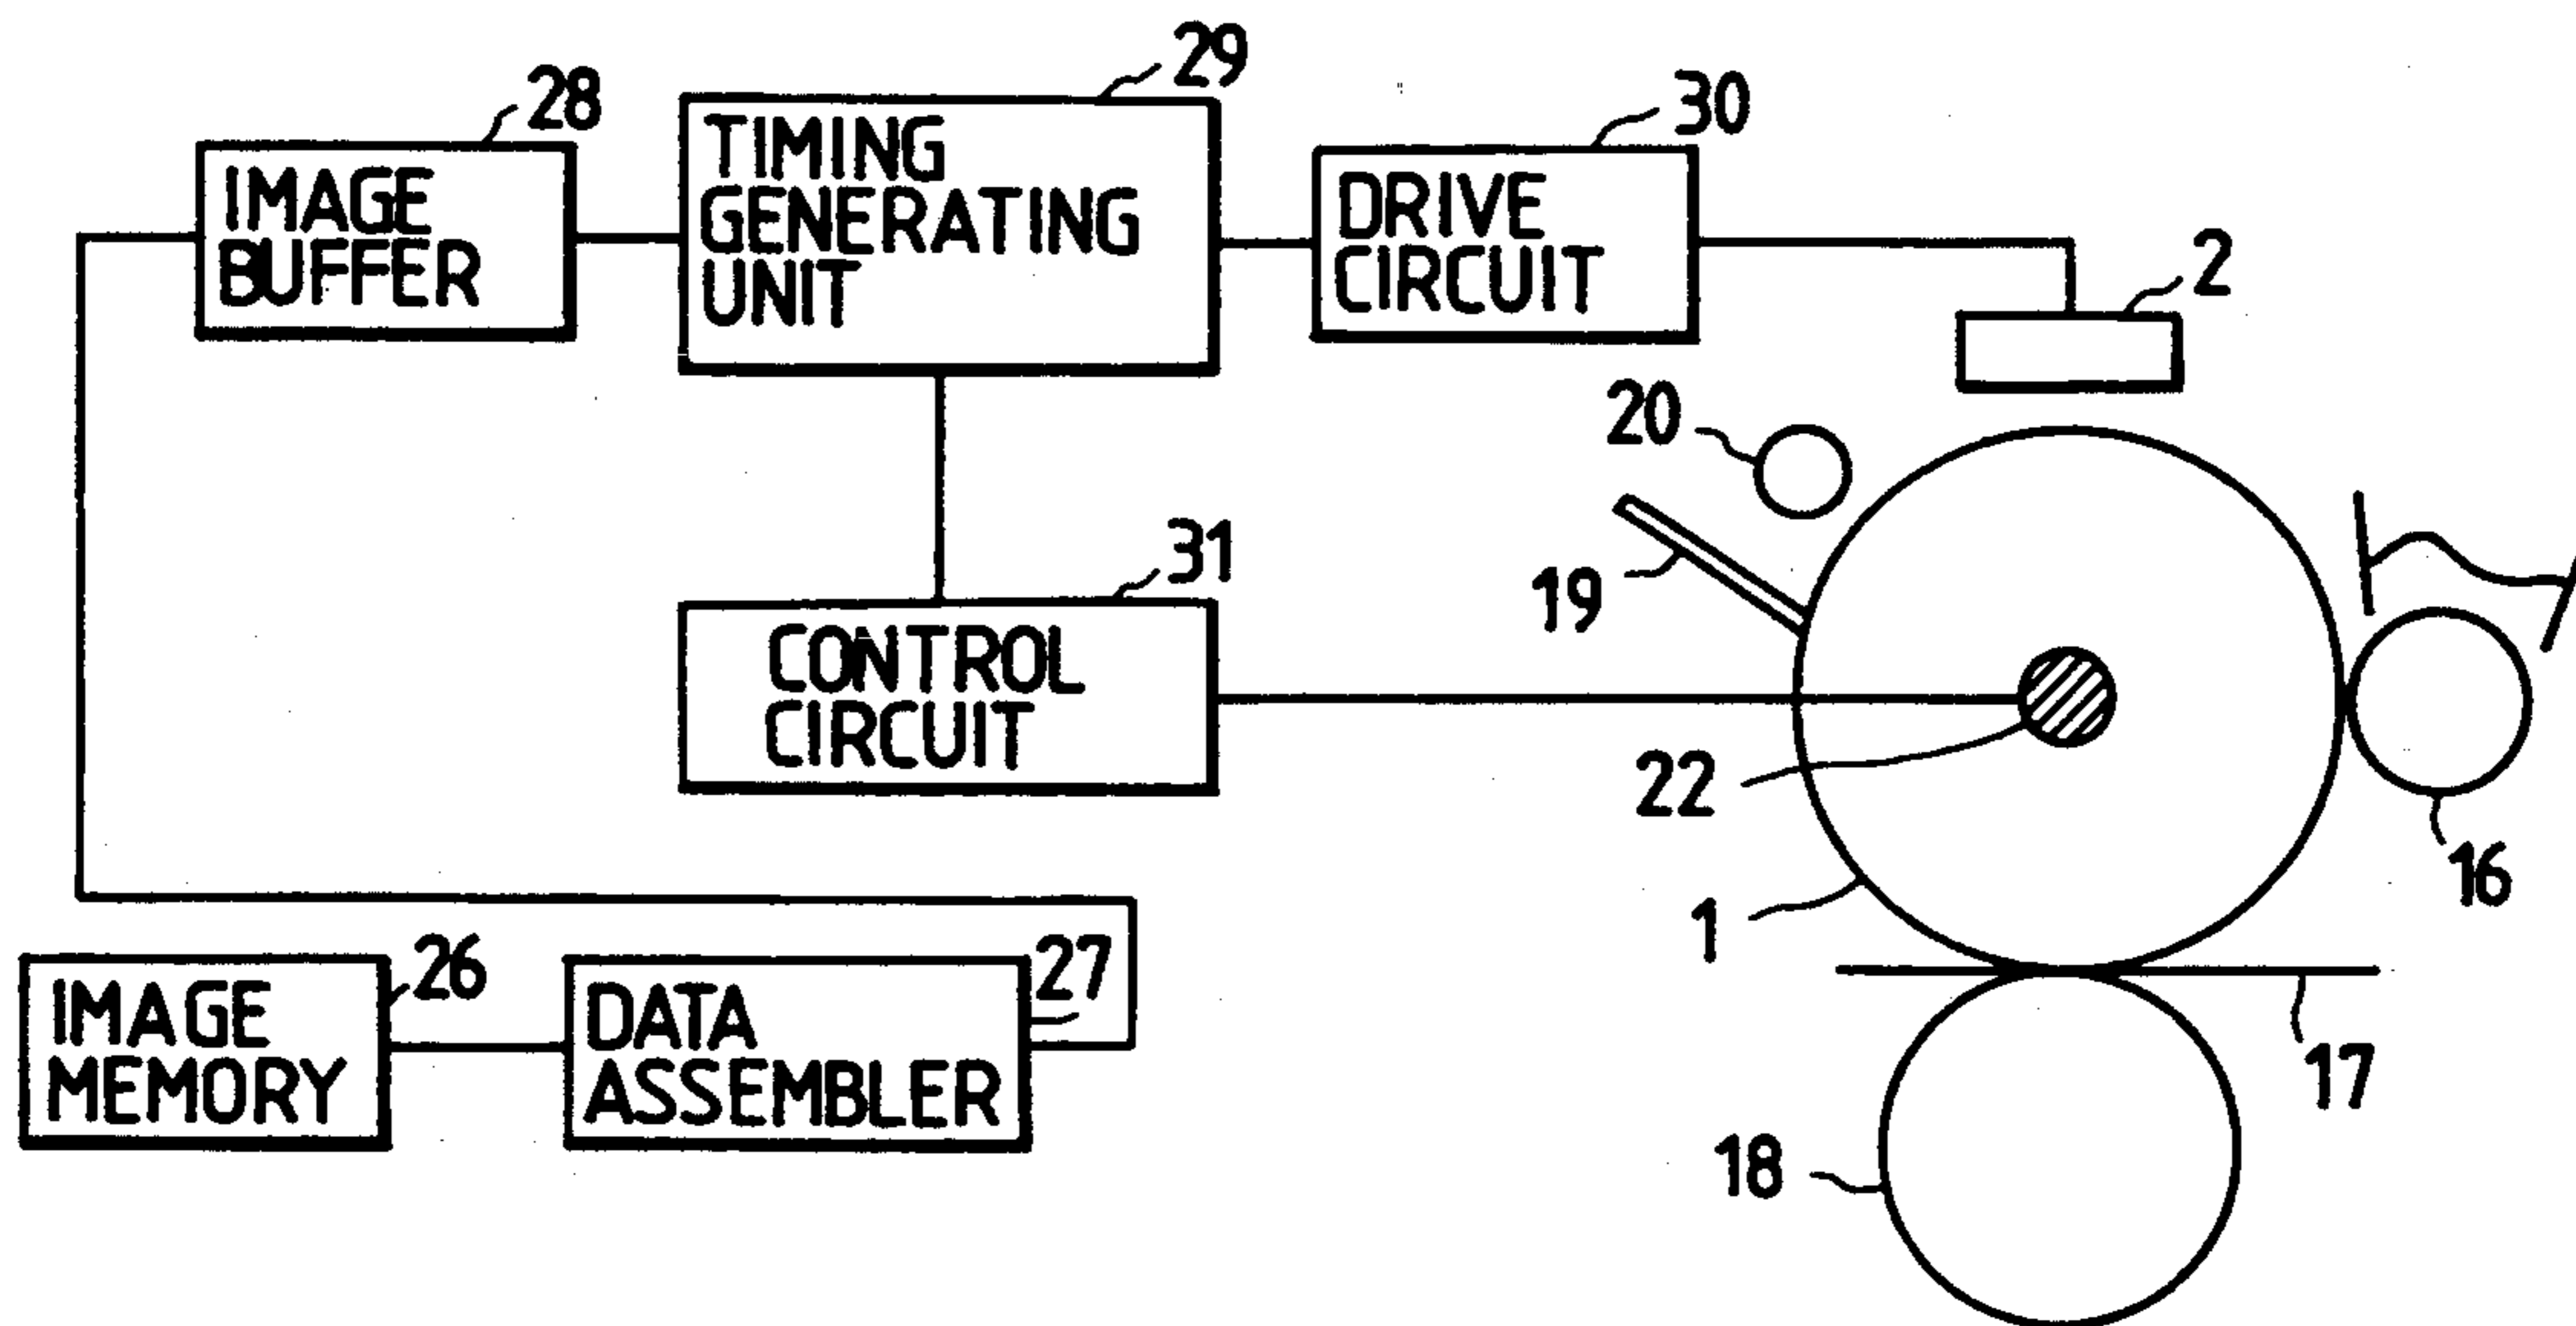 28
IMAGE
BUFFER
29
TIMING
GENERATING
UNIT
30
DRIVE
CIRCUIT
2
20
19
31
CONTROL
CIRCUIT
22
1
16
17
18
26
IMAGE
MEMORY
27
DATA
ASSEMBLER